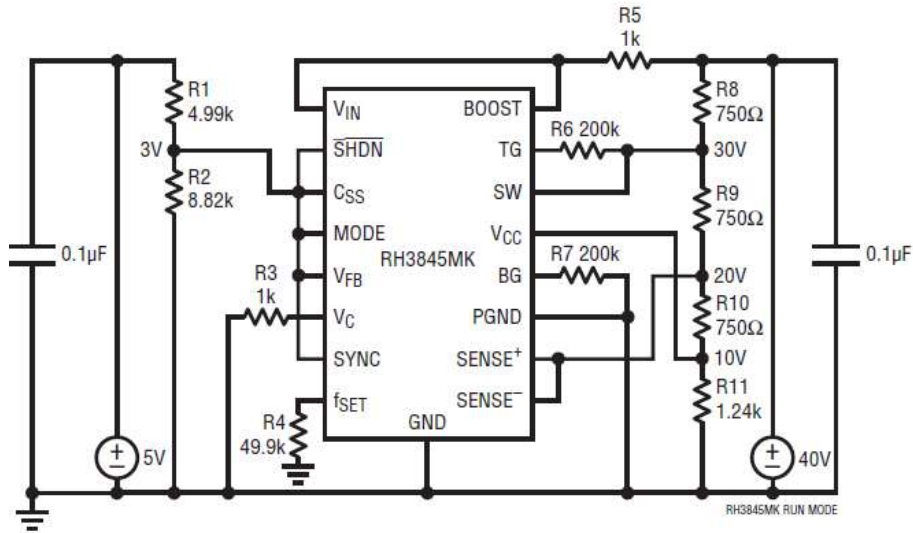 R5
1k
R1
4.99k
R8
750Ω
VIN
BOOST
R6 200k
3V
SHDN
TG
30V
R2
8.82k
CSS
SW
R9
750Ω
MODE
VCC
0.1µF
RH3845MK
R7 200k
0.1µF
R3
1k
VFB
BG
20V
R10
750Ω
VC
PGND
SYNC
SENSE+
10V
R11
1.24k
fSET
SENSE–
R4
49.9k
GND
5V
40V
RH3845MK RUN MODE